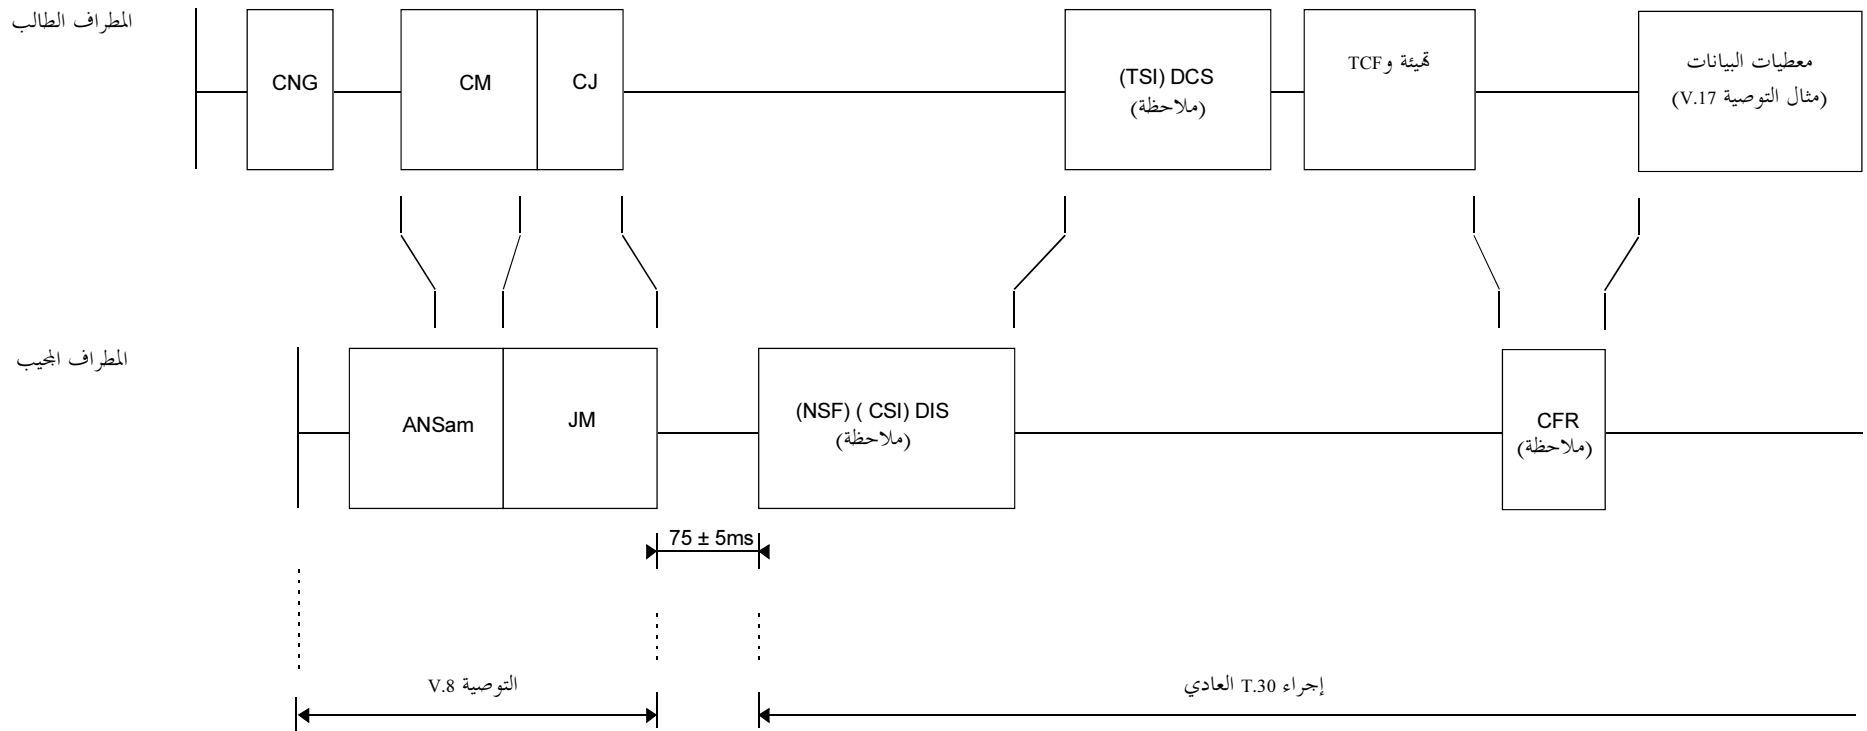 المطراف الطالب
CNG
CM
CJ
(TSI) DCS
(ملاحظة)
تهيئة وTCF
معطيات البيانات
(مثال التوصية V.17)
المطراف المجيب
ANSam
JM
(NSF) ( CSI) DIS
(ملاحظة)
CFR
(ملاحظة)
75 ± 5ms
التوصية V.8
إجراء T.30 العادي